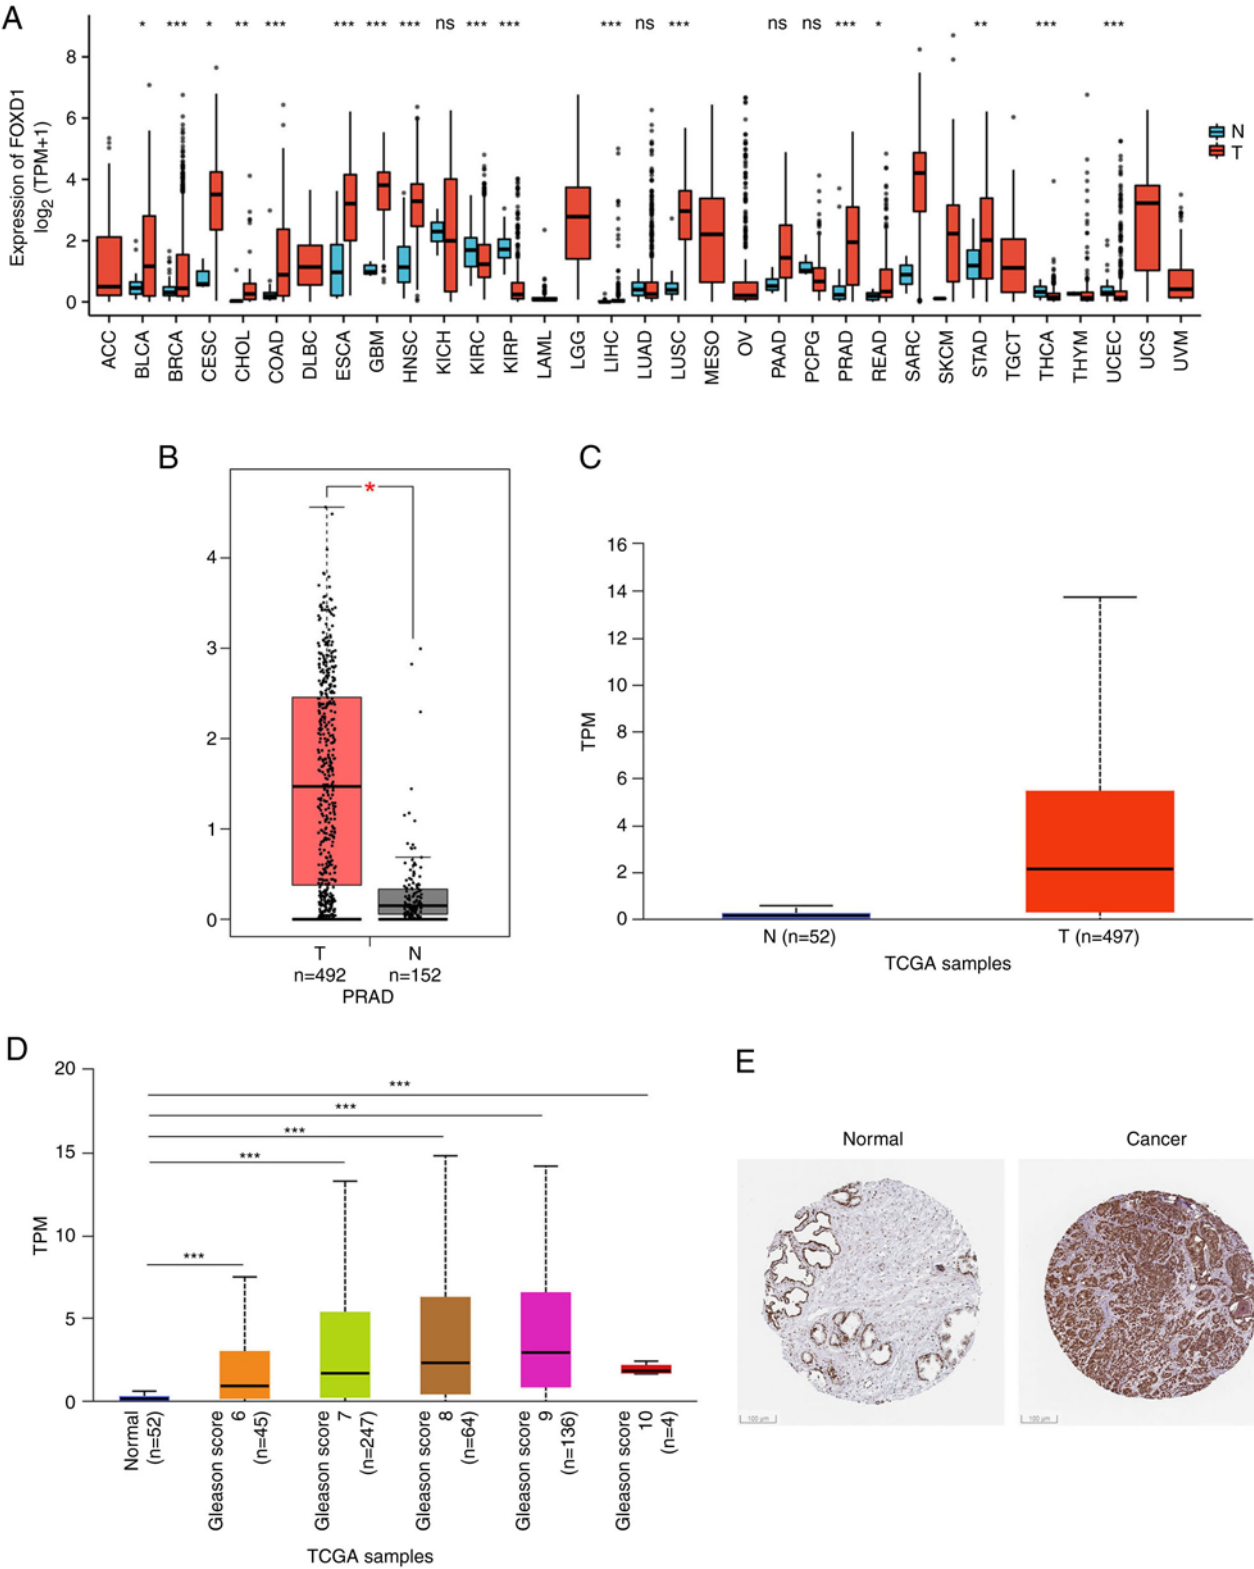 A
* *** * ** *** *** *** *** ns *** *** *** ns *** ns ns *** * ** *** ***
Expression of FOXD1
log2 (TPM+1)
8
6
4
2
0
N
T
ACC BLCA BRCA CESC CHOL COAD DLBC ESCA GBM HNSC KICH KIRC KIRP LAML LGG LIHC LUAD LUSC MESO OV PAAD PCPG PRAD READ SARC SKCM STAD TGCT THCA THYM UCEC UCS UVM
B
*
4
3
2
1
0
T N
n=492 n=152
PRAD
C
TPM
16
14
12
10
8
6
4
2
0
N (n=52) T (n=497)
TCGA samples
D
TPM
20
15
10
5
0
***
***
***
***
***
Normal
(n=52)
Gleason score
6
(n=45)
Gleason score
7
(n=247)
Gleason score
8
(n=64)
Gleason score
9
(n=136)
Gleason score
10
(n=4)
TCGA samples
E
Normal Cancer
100 µm 100 µm